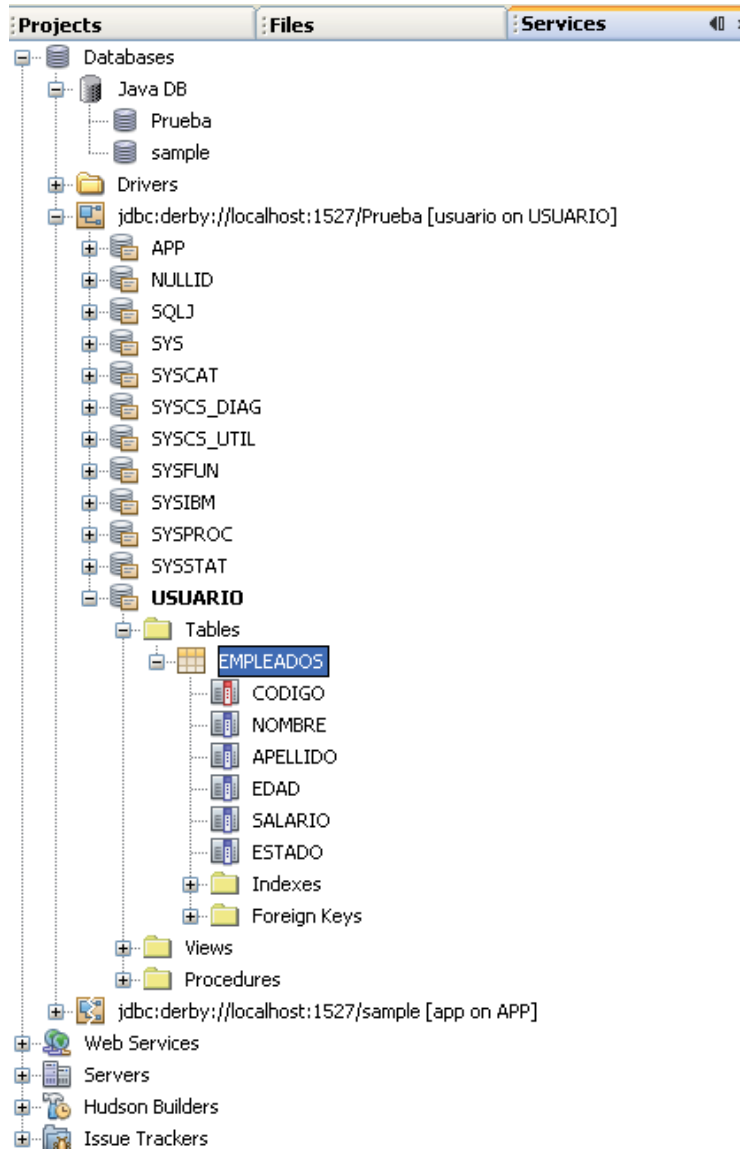 Projects Files Services
Databases
Java DB
Prueba
sample
Drivers
jdbc:derby://localhost:1527/Prueba [usuario on USUARIO]
APP
NULLID
SQLJ
SYS
SYSCAT
SYSCS_DIAG
SYSCS_UTIL
SYSFUN
SYSIBM
SYSPROC
SYSSTAT
USUARIO
Tables
EMPLEADOS
CODIGO
NOMBRE
APELLIDO
EDAD
SALARIO
ESTADO
Indexes
Foreign Keys
Views
Procedures
jdbc:derby://localhost:1527/sample [app on APP]
Web Services
Servers
Hudson Builders
Issue Trackers